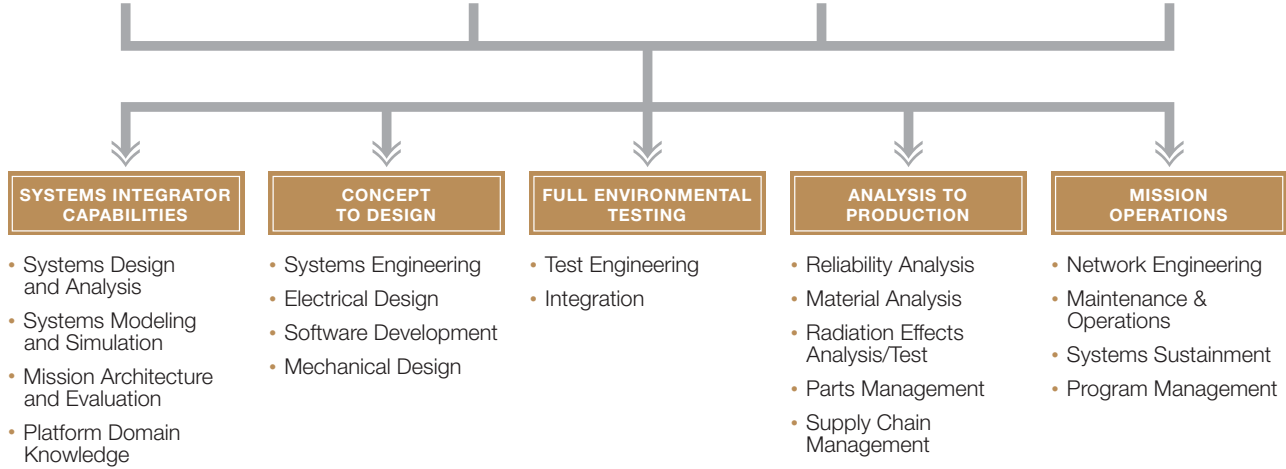 SYSTEMS INTEGRATOR
CAPABILITIES
• Systems Design
and Analysis
• Systems Modeling
and Simulation
• Mission Architecture
and Evaluation
• Platform Domain
Knowledge
CONCEPT
TO DESIGN
• Systems Engineering
• Electrical Design
• Software Development
• Mechanical Design
FULL ENVIRONMENTAL
TESTING
• Test Engineering
• Integration
ANALYSIS TO
PRODUCTION
• Reliability Analysis
• Material Analysis
• Radiation Effects
Analysis/Test
• Parts Management
• Supply Chain
Management
MISSION
OPERATIONS
• Network Engineering
• Maintenance &
Operations
• Systems Sustainment
• Program Management